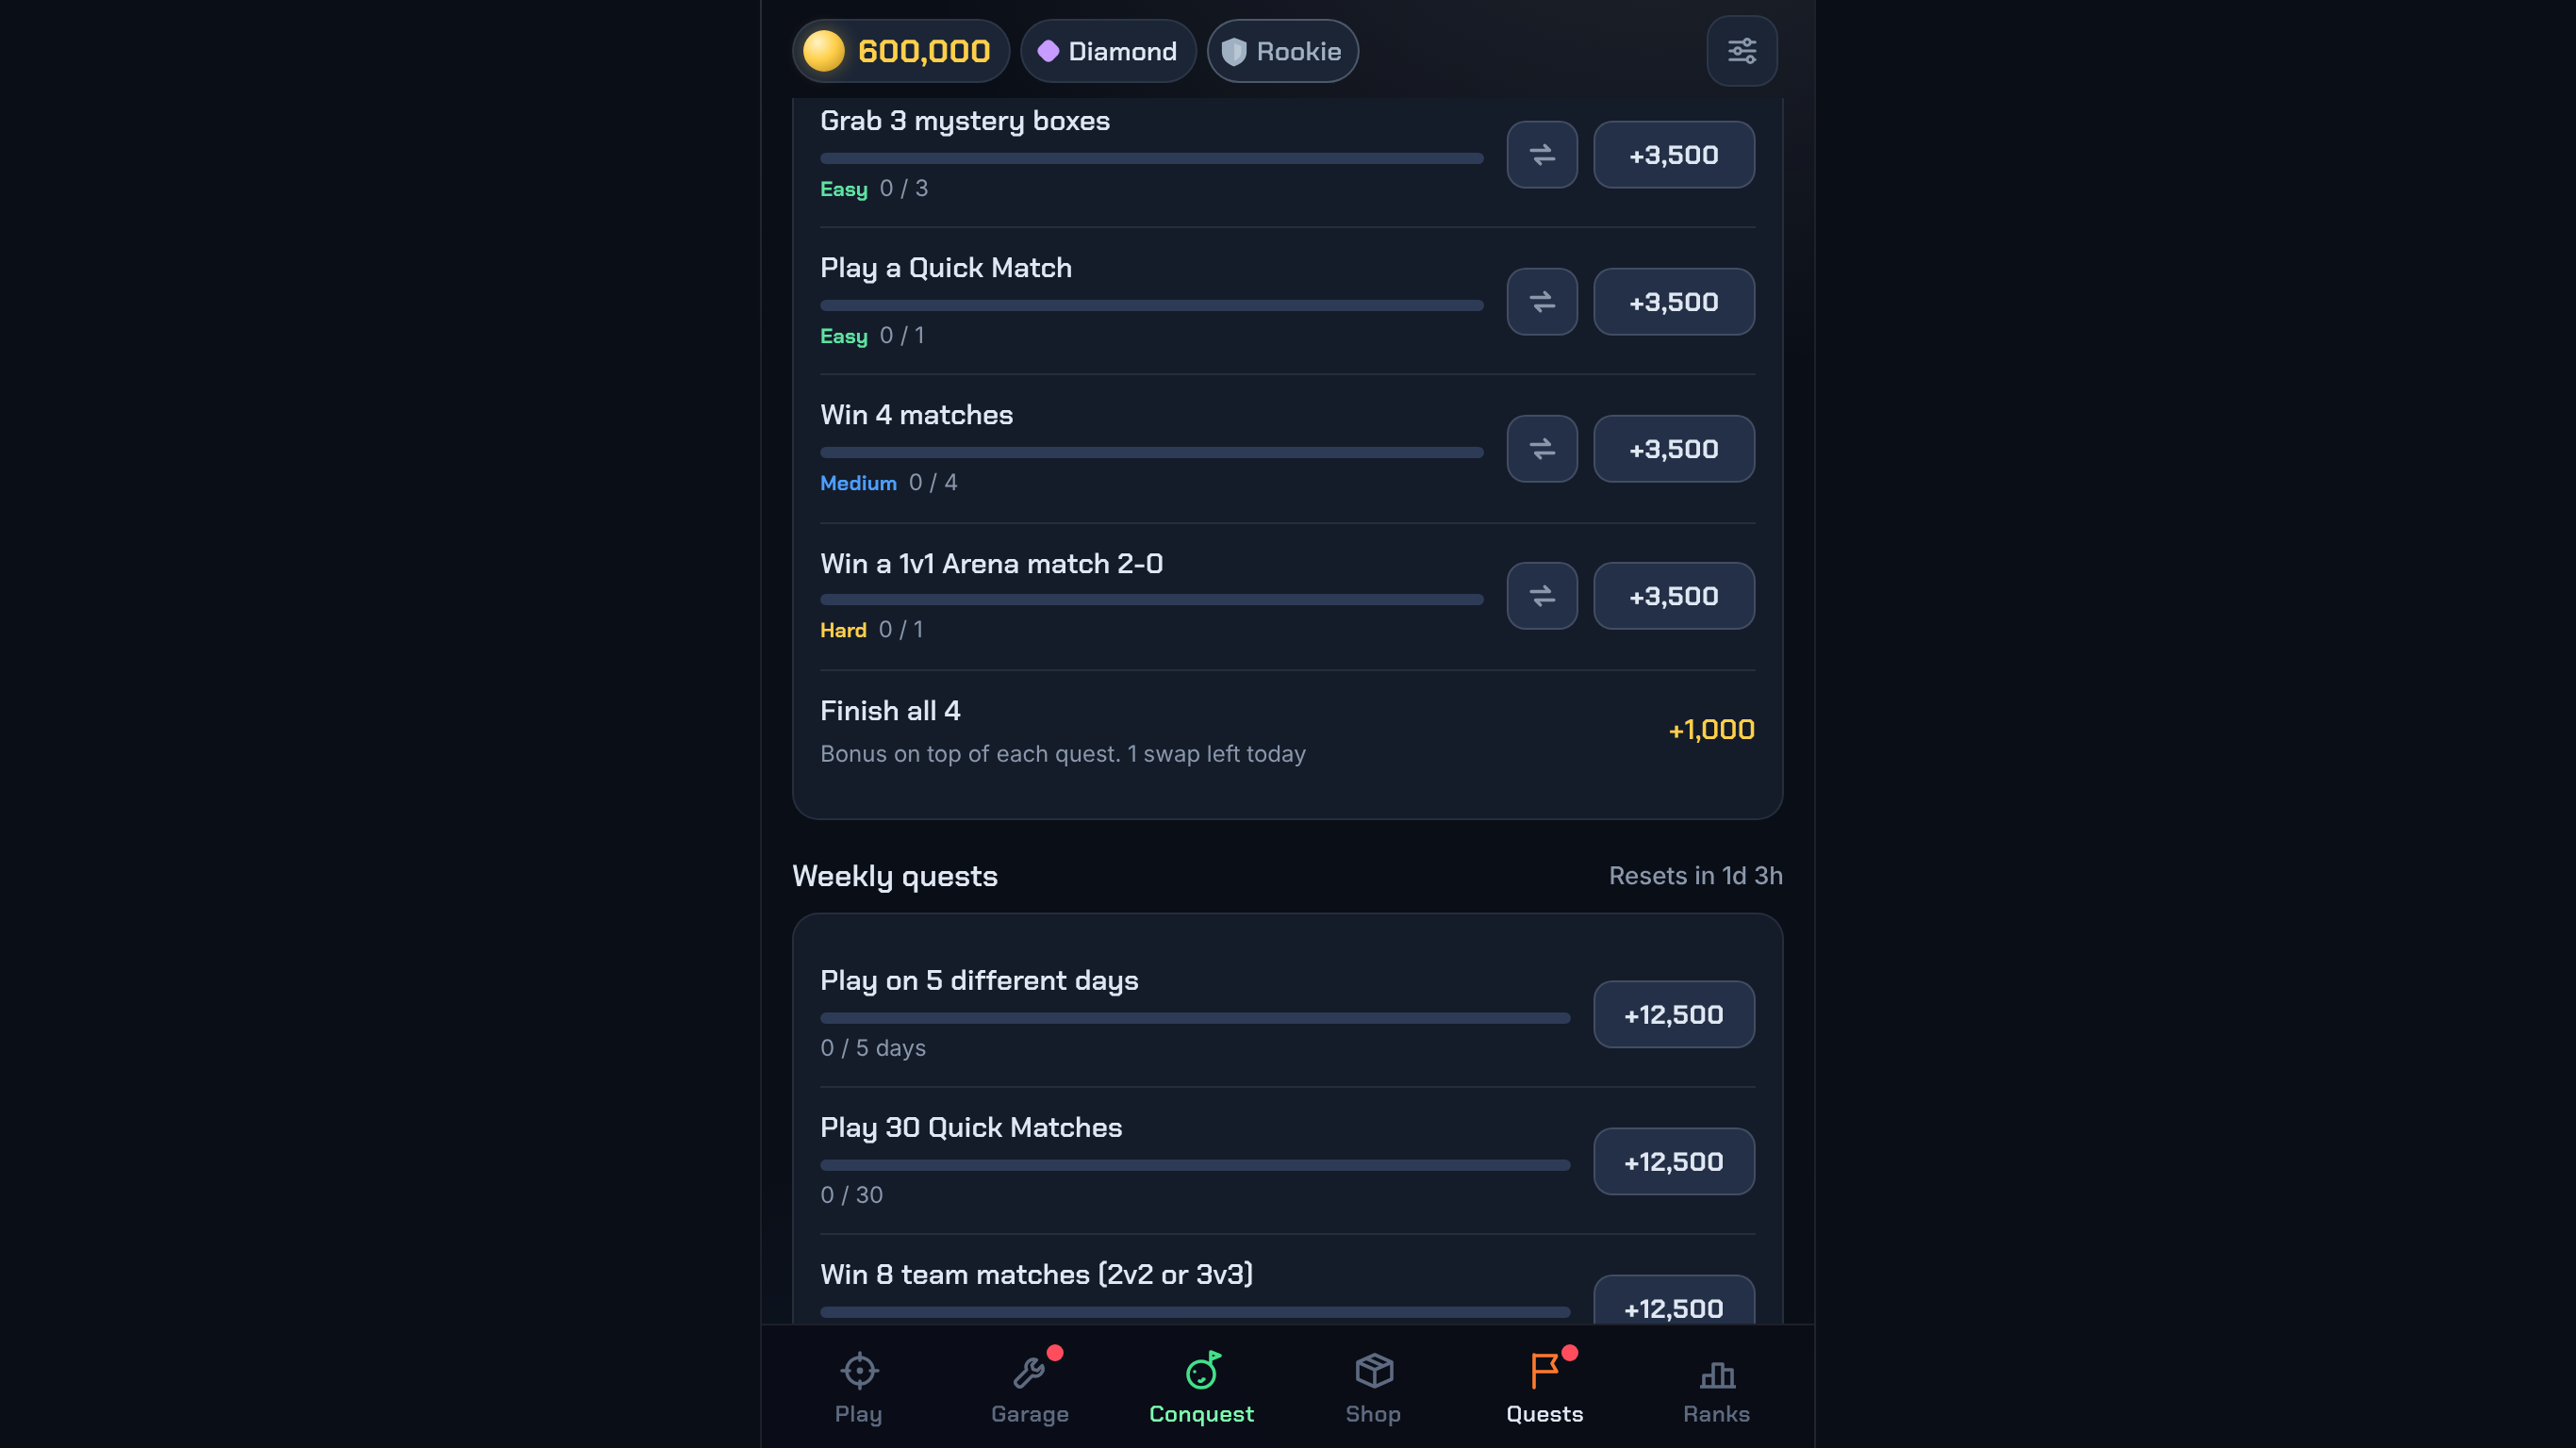 600,000 Diamond Rookie
Grab 3 mystery boxes
+3,500
Easy 0 / 3
Play a Quick Match
+3,500
Easy 0 / 1
Win 4 matches
+3,500
Medium 0 / 4
Win a 1v1 Arena match 2-0
+3,500
Hard 0 / 1
Finish all 4
+1,000
Bonus on top of each quest. 1 swap left today
Weekly quests
Resets in 1d 3h
Play on 5 different days
+12,500
0 / 5 days
Play 30 Quick Matches
+12,500
0 / 30
Win 8 team matches (2v2 or 3v3)
+12,500
Play Garage Conquest Shop Quests Ranks